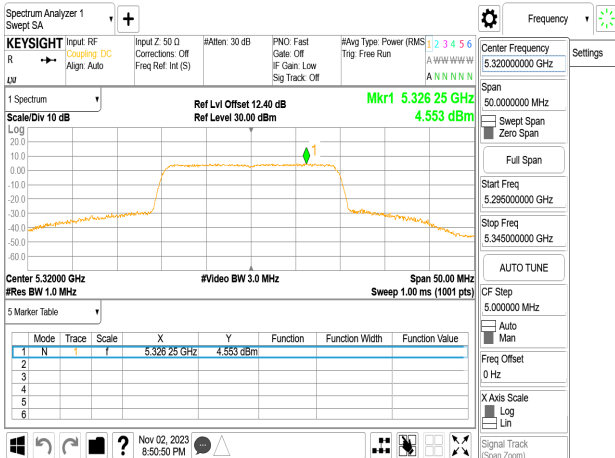 Spectrum Analyzer 1
Swept SA
Frequency
Settings
KEYSIGHT
R
Input: RF
Coupling: DC
Align: Auto
Input Z: 50 Ω
Corrections: Off
Freq Ref: Int (S)
#Atten: 30 dB
PNO: Fast
Gate: Off
IF Gain: Low
Sig Track: Off
#Avg Type: Power (RMS
Trig: Free Run
1 2 3 4 5 6
A W W W W W
A N N N N N
1 Spectrum
Scale/Div 10 dB
Log
Ref Lvl Offset 12.40 dB
Ref Level 30.00 dBm
Mkr1 5.326 25 GHz
4.553 dBm
20.0
10.0
0.00
-10.0
-20.0
-30.0
-40.0
-50.0
-60.0
1
Center 5.32000 GHz
#Res BW 1.0 MHz
#Video BW 3.0 MHz
Span 50.00 MHz
Sweep 1.00 ms (1001 pts)
5 Marker Table
Mode Trace Scale X Y Function Function Width Function Value
1 N 1 f 5.326 25 GHz 4.553 dBm
2
3
4
5
6
Nov 02, 2023
8:50:50 PM
Center Frequency
5.320000000 GHz
Span
50.0000000 MHz
Swept Span
Zero Span
Full Span
Start Freq
5.295000000 GHz
Stop Freq
5.345000000 GHz
AUTO TUNE
CF Step
5.000000 MHz
Auto
Man
Freq Offset
0 Hz
X Axis Scale
Log
Lin
Signal Track
(Span Zoom)